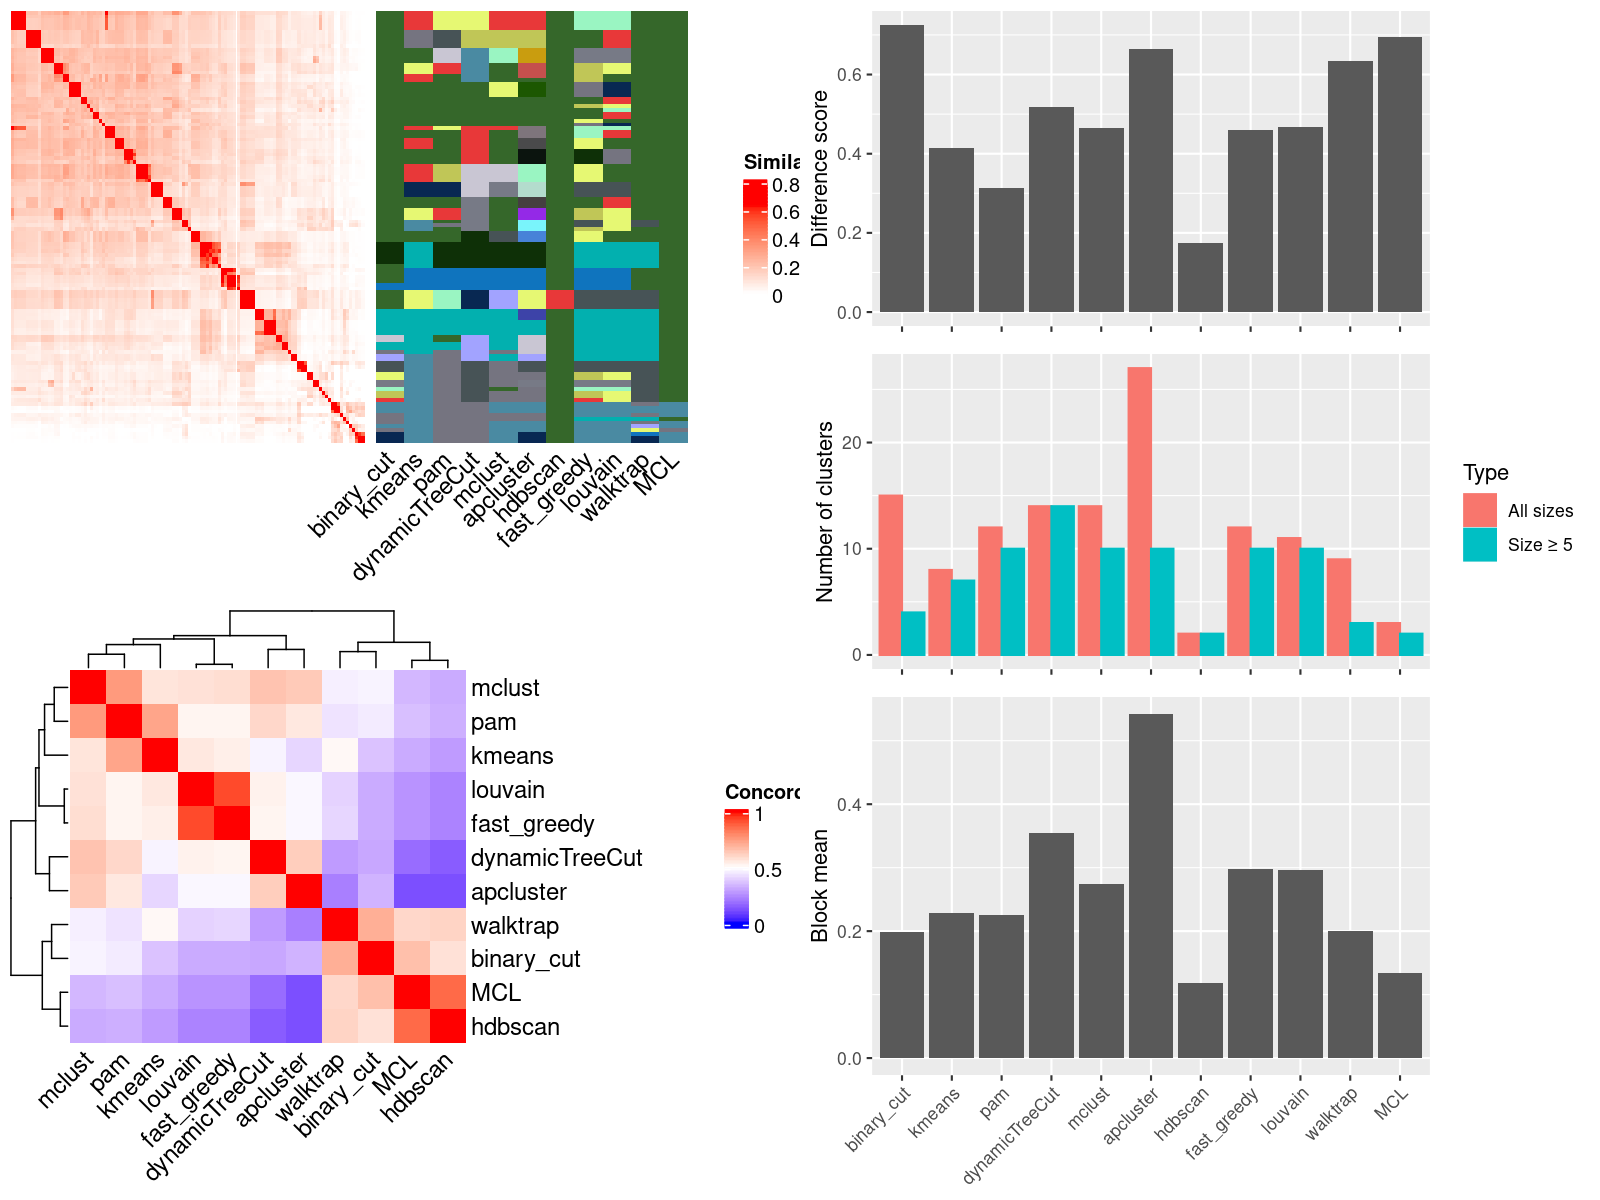 Simila
0.8
0.6
0.4
0.2
0
binary_cut
kmeans
pam
dynamicTreeCut
mclust
apcluster
hdbscan
fast_greedy
louvain
walktrap
MCL
Difference score
0.6
0.4
0.2
0.0
Number of clusters
20
10
0
Type
All sizes
Size ≥ 5
mclust
pam
kmeans
louvain
fast_greedy
dynamicTreeCut
apcluster
walktrap
binary_cut
MCL
hdbscan
mclust
pam
kmeans
louvain
fast_greedy
dynamicTreeCut
apcluster
walktrap
binary_cut
MCL
hdbscan
Concord
1
0.5
0
Block mean
0.4
0.2
0.0
binary_cut
kmeans
pam
dynamicTreeCut
mclust
apcluster
hdbscan
fast_greedy
louvain
walktrap
MCL